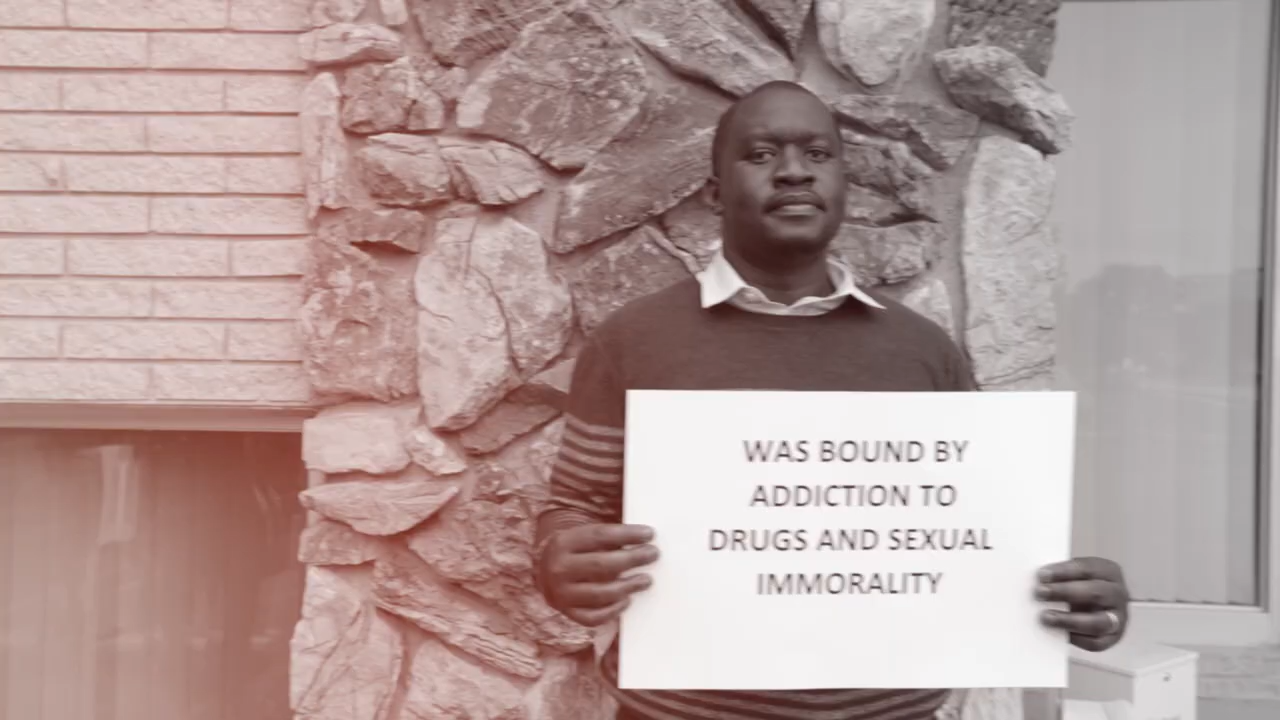 WAS BOUND BY
ADDICTION TO
DRUGS AND SEXUAL
IMMORALITY